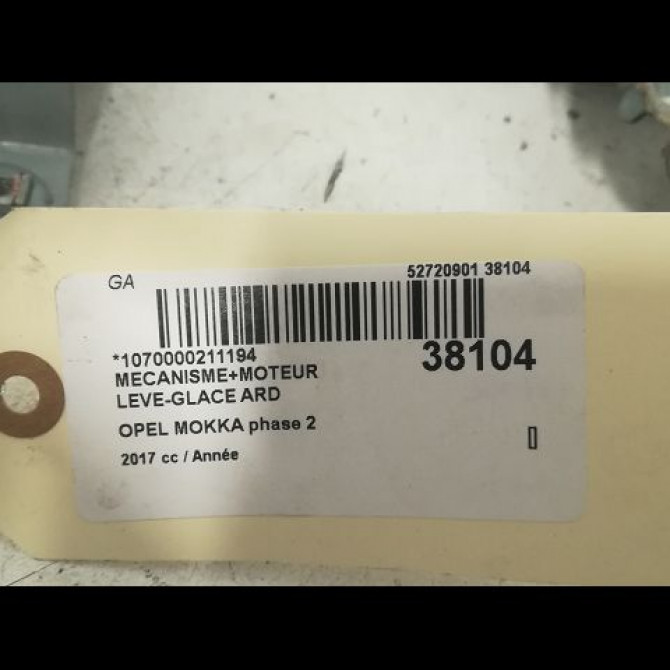 GA
52720901 38104
*1070000211194
38104
MECANISME+MOTEUR
LEVE-GLACE ARD
OPEL MOKKA phase 2
2017 cc / Année